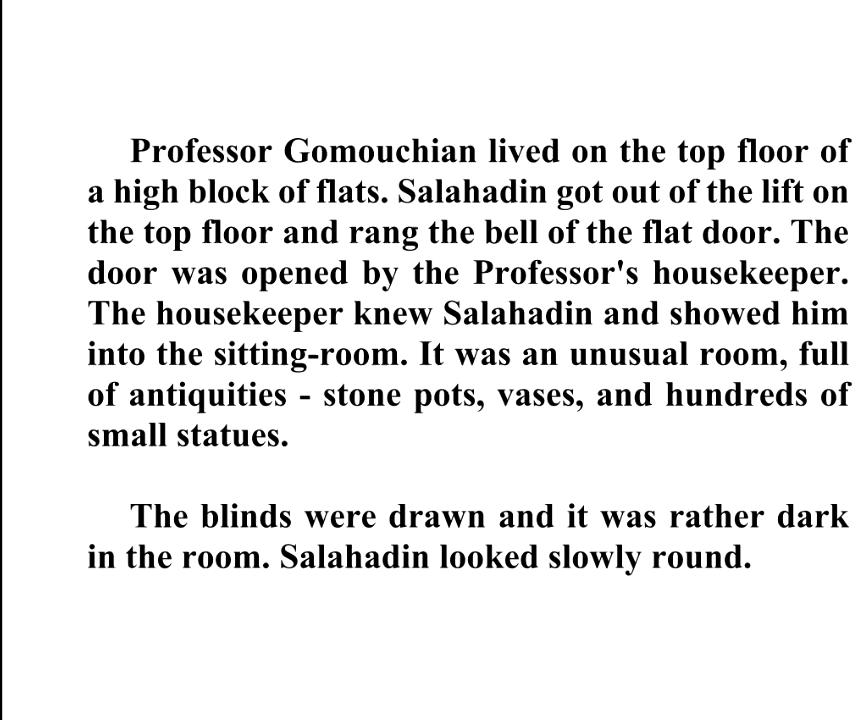 Professor Gomouchian lived on the top floor of
a high block of flats. Salahadin got out of the lift on
the top floor and rang the bell of the flat door. The
door was opened by the Professor's housekeeper.
The housekeeper knew Salahadin and showed him
into the sitting-room. It was an unusual room, full
of antiquities - stone pots, vases, and hundreds of
small statues.
The blinds were drawn and it was rather dark
in the room. Salahadin looked slowly round.